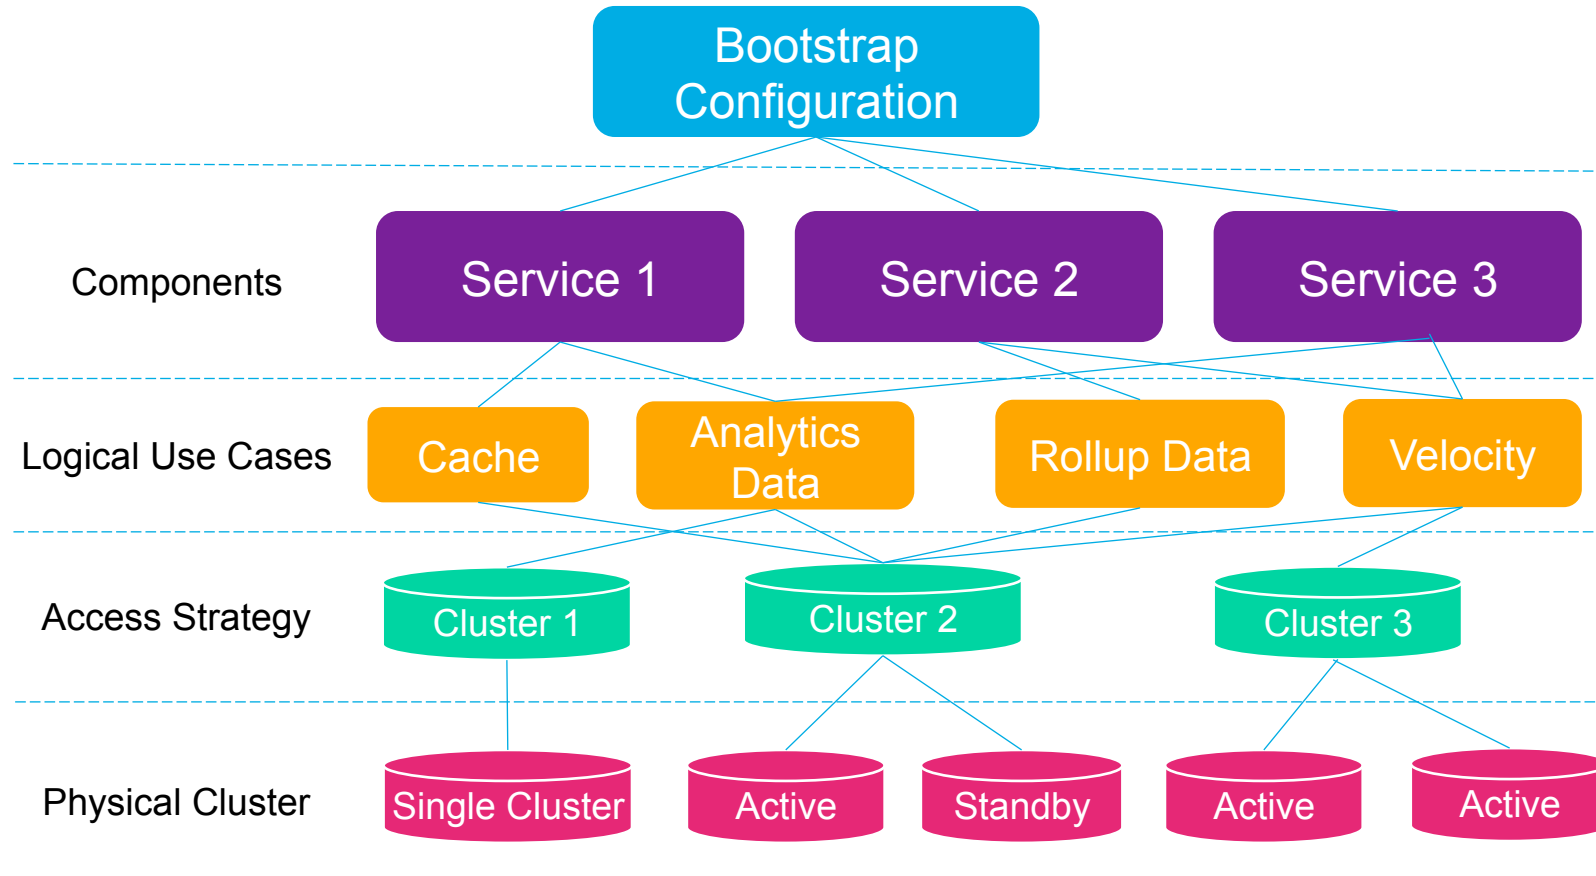 Bootstrap
Configuration
Components
Service 1
Service 2
Service 3
Logical Use Cases
Cache
Analytics
Data
Rollup Data
Velocity
Access Strategy
Cluster 1
Cluster 2
Cluster 3
Physical Cluster
Single Cluster
Active
Standby
Active
Active